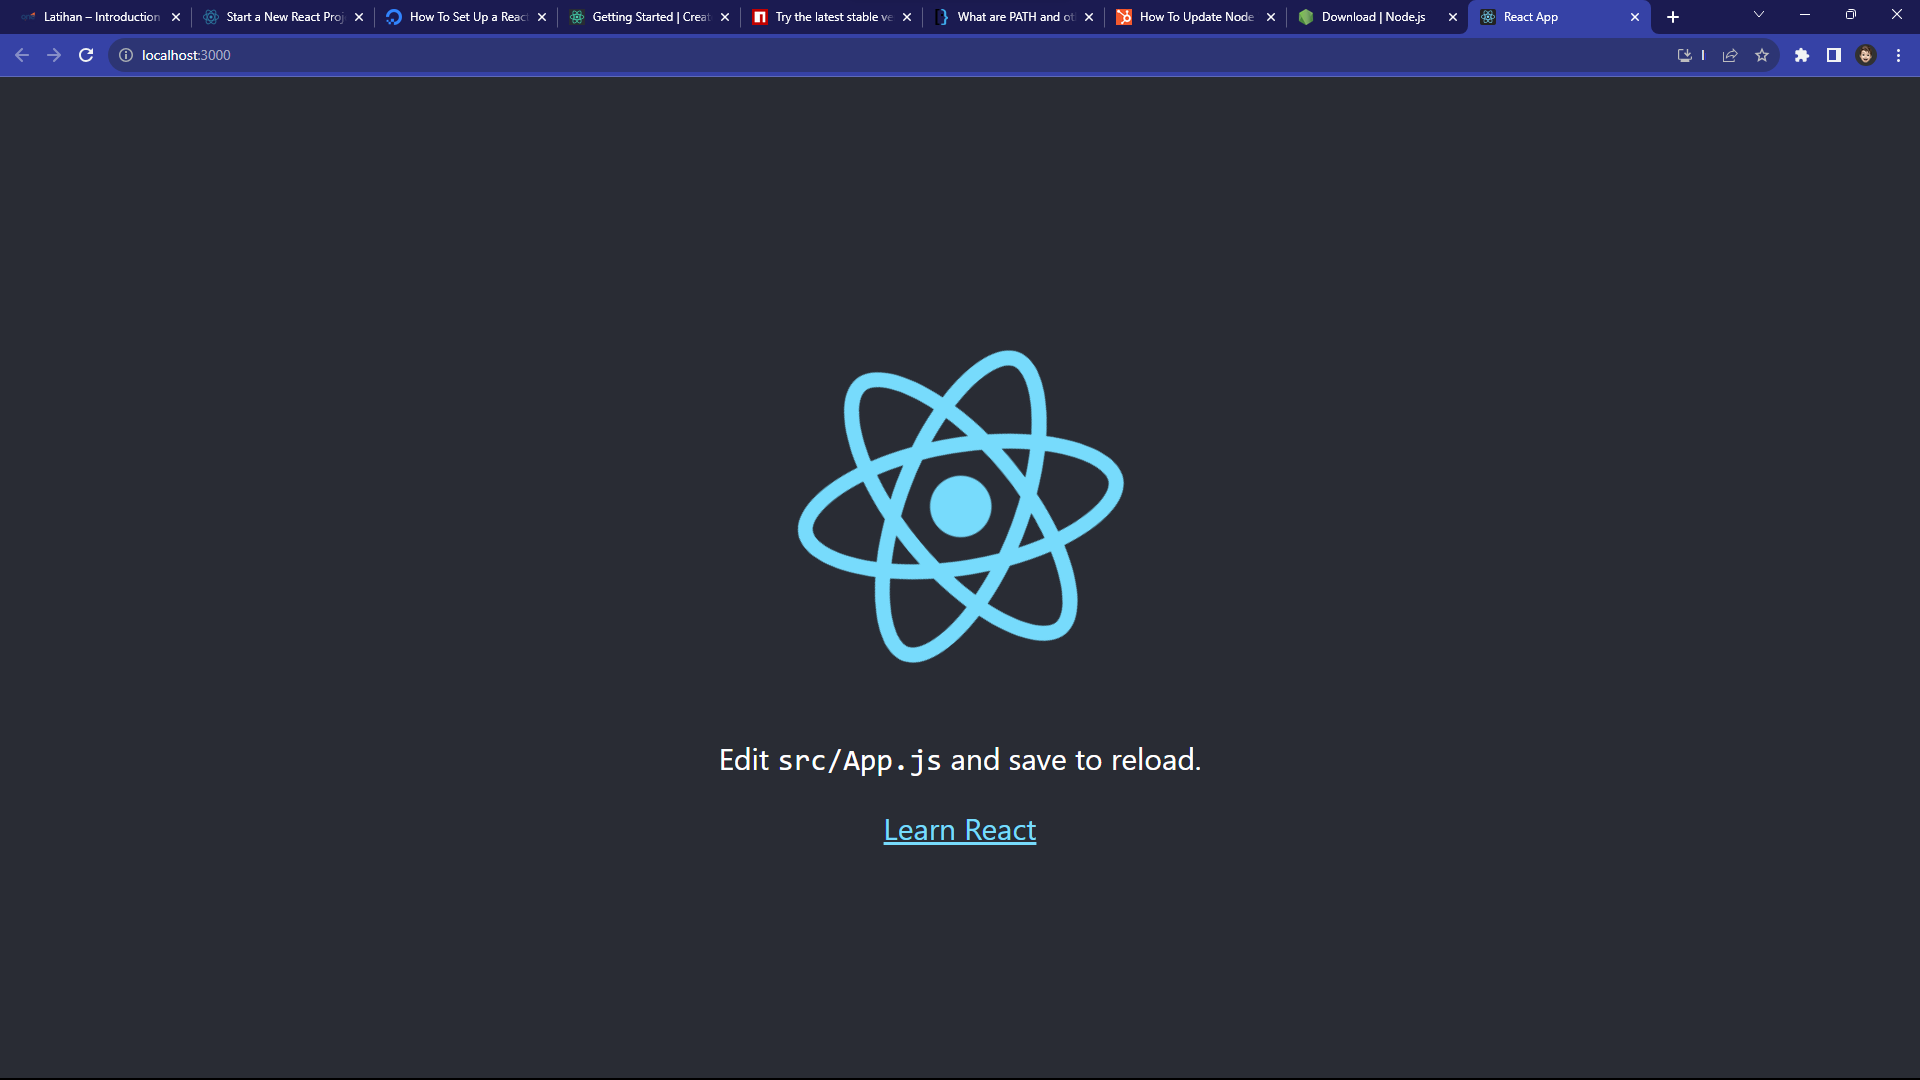 Latihan – Introduction
Start a New React Proj
How To Set Up a React
Getting Started | Creat
Try the latest stable ve
What are PATH and ot
How To Update Node
Download | Node.js
React App
localhost:3000
Edit src/App.js and save to reload.
Learn React